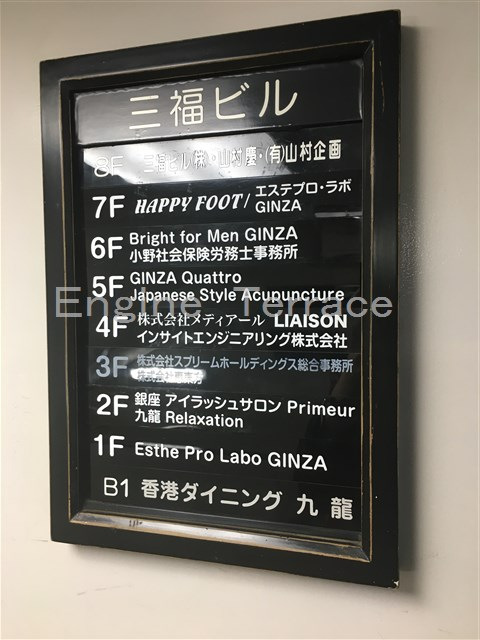 三福ビル
8F 三福ビル(株)・山村慶・(有)山村企画
7F HAPPY FOOT / エステプロ・ラボ GINZA
6F Bright for Men GINZA
小野社会保険労務士事務所
5F GINZA Quattro
Japanese Style Acupuncture
Engine Terrace
4F 株式会社メディアール LIAISON
インサイトエンジニアリング株式会社
3F 株式会社スプリームホールディングス総合事務所
株式会社
2F 銀座 アイラッシュサロン Primeur
九龍 Relaxation
1F Esthe Pro Labo GINZA
B1 香港ダイニング 九龍